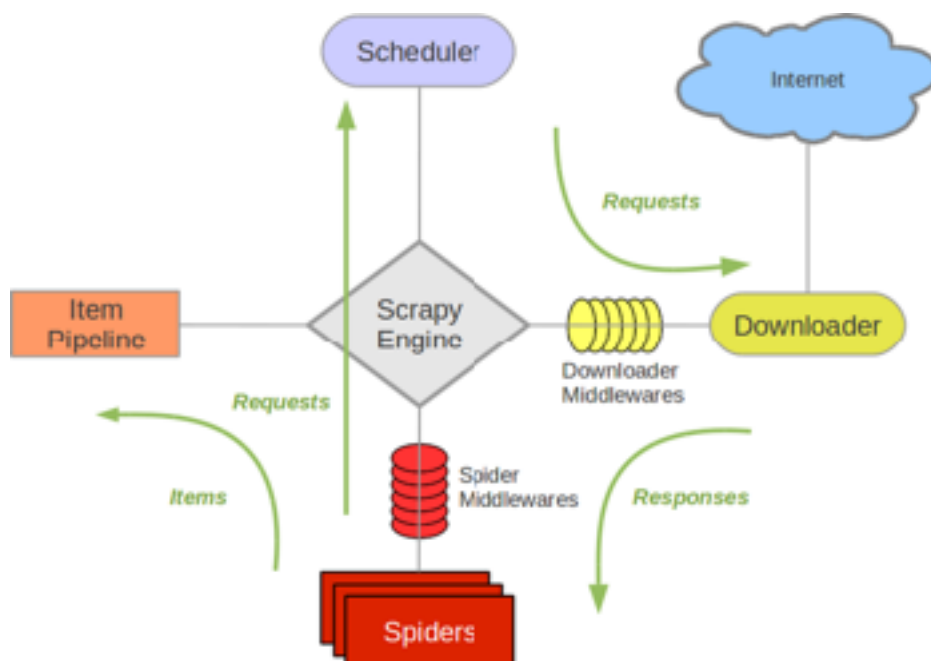 Scheduler
Internet
Requests
Item
Pipeline
Scrapy
Engine
Downloader
Downloader
Middlewares
Requests
Items
Spider
Middlewares
Responses
Spiders